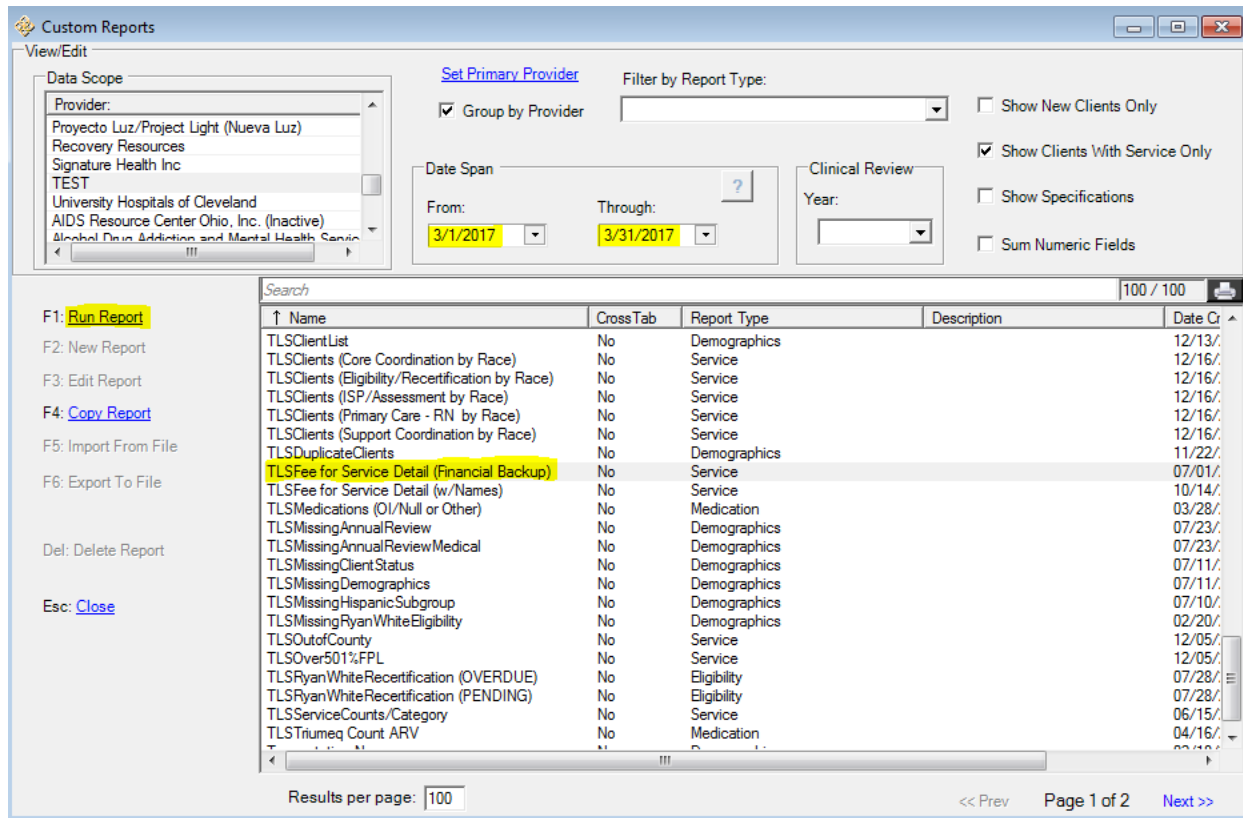 Custom Reports
View/Edit
Data Scope
Provider:
Proyecto Luz/Project Light (Nueva Luz)
Recovery Resources
Signature Health Inc
TEST
University Hospitals of Cleveland
AIDS Resource Center Ohio, Inc. (Inactive)
Alcohol Drug Addiction and Mental Health Servic
Set Primary Provider
Group by Provider
Filter by Report Type:
Date Span
?
From: Through:
3/1/2017 3/31/2017
Clinical Review
Year:
Show New Clients Only
Show Clients With Service Only
Show Specifications
Sum Numeric Fields
F1: Run Report
F2: New Report
F3: Edit Report
F4: Copy Report
F5: Import From File
F6: Export To File
Del: Delete Report
Esc: Close
Search 100 / 100
↑ Name CrossTab Report Type Description Date Cr
TLSClientList No Demographics 12/13/
TLSClients (Core Coordination by Race) No Service 12/16/
TLSClients (Eligibility/Recertification by Race) No Service 12/16/
TLSClients (ISP/Assessment by Race) No Service 12/16/
TLSClients (Primary Care - RN by Race) No Service 12/16/
TLSClients (Support Coordination by Race) No Service 12/16/
TLSDuplicateClients No Demographics 11/22/
TLSFee for Service Detail (Financial Backup) No Service 07/01/
TLSFee for Service Detail (w/Names) No Service 10/14/
TLSMedications (OI/Null or Other) No Medication 03/28/
TLSMissingAnnualReview No Demographics 07/23/
TLSMissingAnnualReviewMedical No Demographics 07/23/
TLSMissingClientStatus No Demographics 07/11/
TLSMissingDemographics No Demographics 07/11/
TLSMissingHispanicSubgroup No Demographics 07/10/
TLSMissingRyanWhiteEligibility No Demographics 02/20/
TLSOutofCounty No Service 12/05/
TLSOver501%FPL No Service 12/05/
TLSRyanWhiteRecertification (OVERDUE) No Eligibility 07/28/
TLSRyanWhiteRecertification (PENDING) No Eligibility 07/28/
TLSServiceCounts/Category No Service 06/15/
TLSTriumeq Count ARV No Medication 04/16/
Results per page: 100
<< Prev Page 1 of 2 Next >>